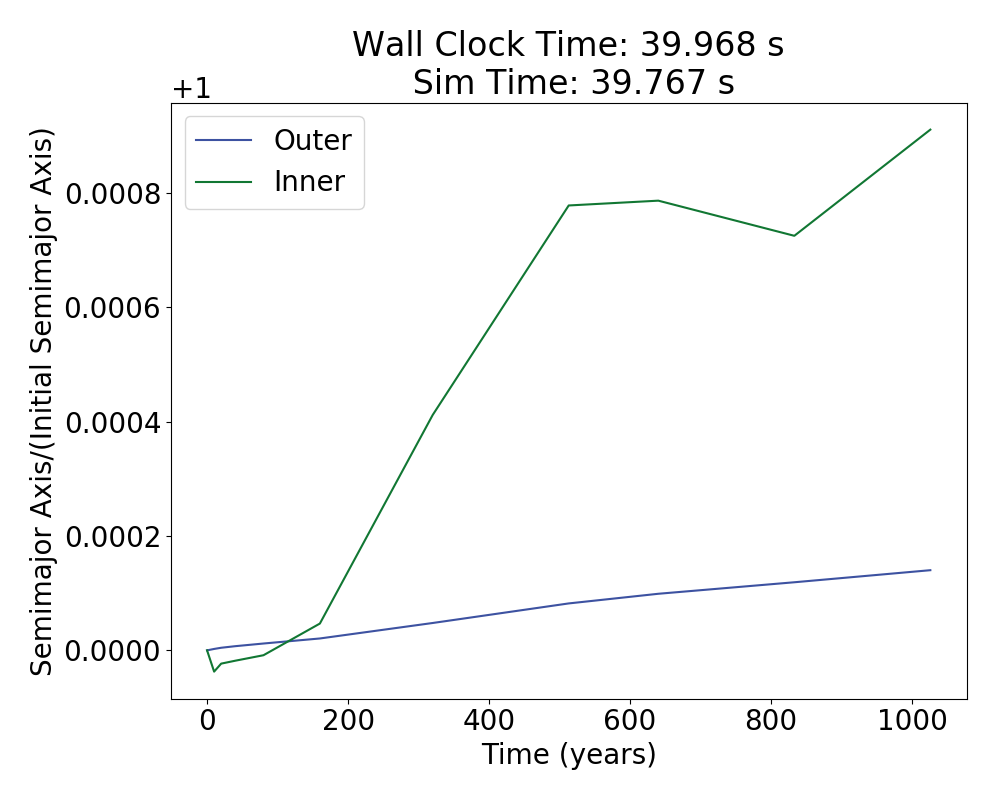 Wall Clock Time: 39.968 s
Sim Time: 39.767 s
+1
Outer
Inner
Semimajor Axis/(Initial Semimajor Axis)
0.0008
0.0006
0.0004
0.0002
0.0000
0 200 400 600 800 1000
Time (years)